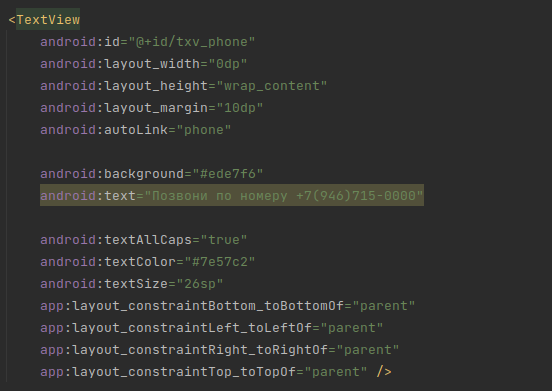 <TextView
android:id="@+id/txv_phone"
android:layout_width="0dp"
android:layout_height="wrap_content"
android:layout_margin="10dp"
android:autoLink="phone"
android:background="#ede7f6"
android:text="Позвони по номеру +7(946)715-0000"
android:textAllCaps="true"
android:textColor="#7e57c2"
android:textSize="26sp"
app:layout_constraintBottom_toBottomOf="parent"
app:layout_constraintLeft_toLeftOf="parent"
app:layout_constraintRight_toRightOf="parent"
app:layout_constraintTop_toTopOf="parent" />